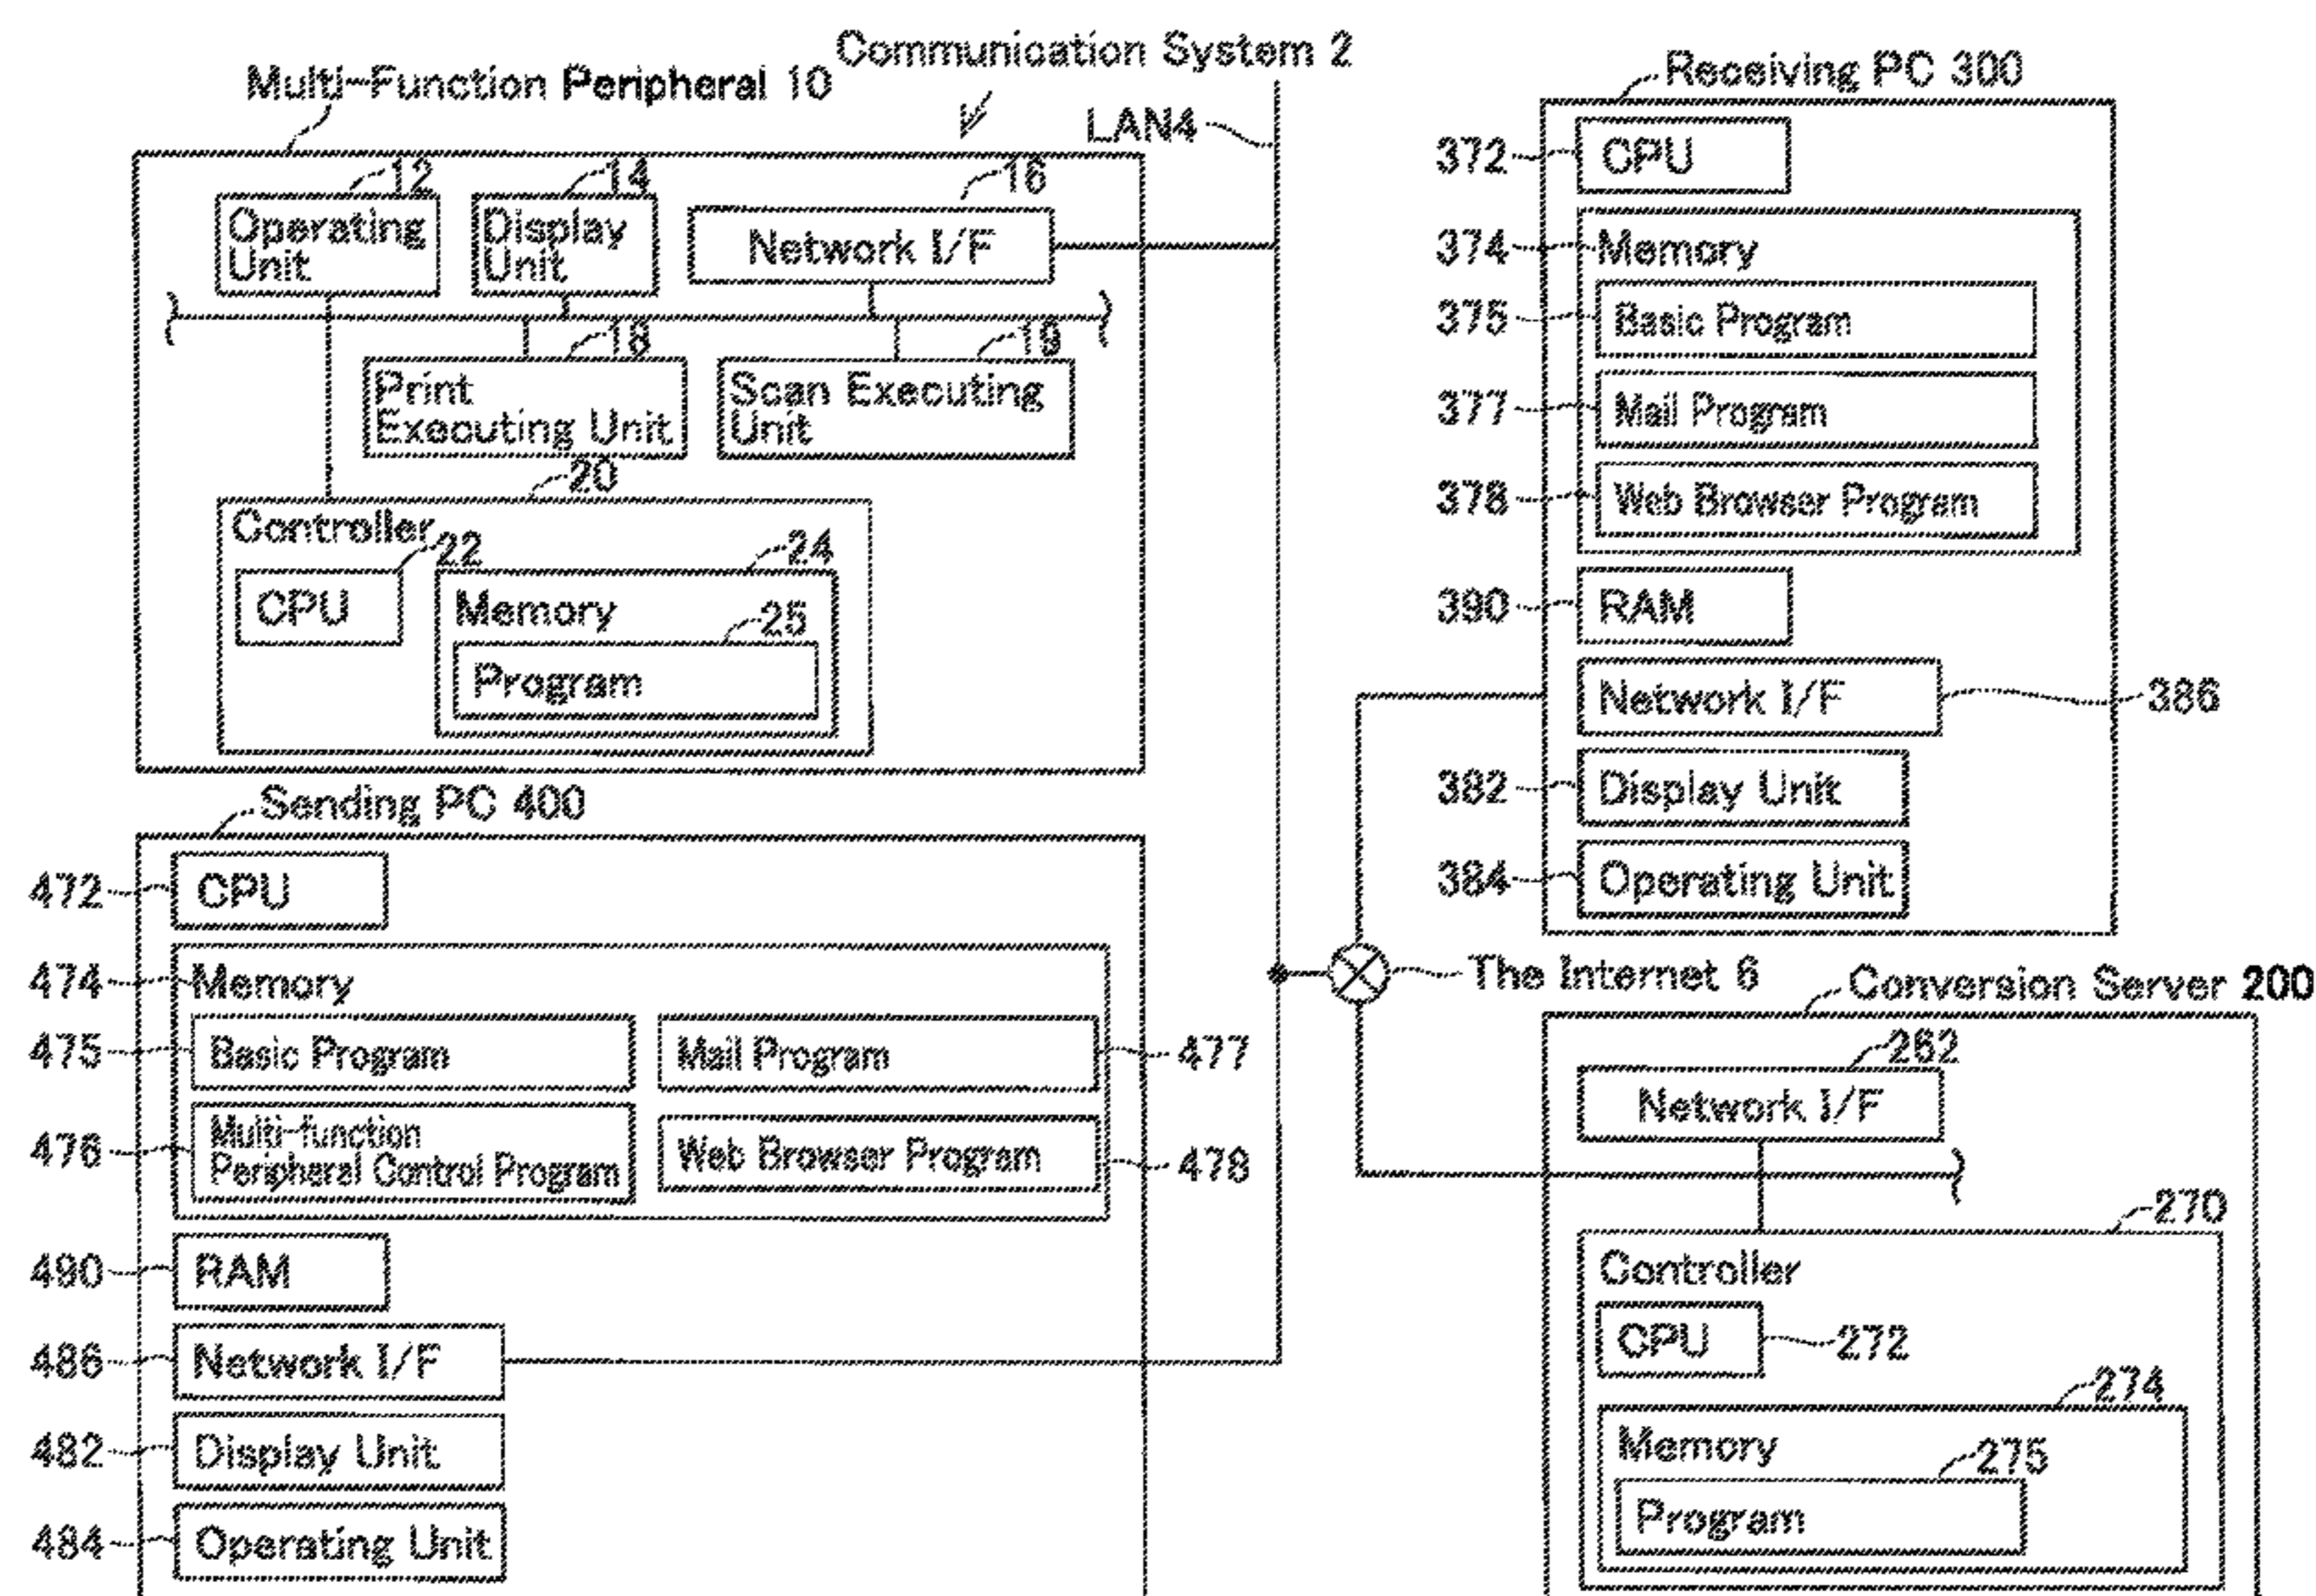 Communication System 2
Multi-Function Peripheral 10
LAN4
12
14
16
Operating
Unit
Display
Unit
Network I/F
18
19
Print
Executing Unit
Scan Executing
Unit
20
Controller
22
24
CPU
Memory
25
Program
Sending PC 400
472
CPU
474
Memory
475
Basic Program
Mail Program
477
476
Multi-function
Peripheral Control Program
Web Browser Program
478
490
RAM
486
Network I/F
482
Display Unit
484
Operating Unit
Receiving PC 300
372
CPU
374
Memory
375
Basic Program
377
Mail Program
378
Web Browser Program
390
RAM
Network I/F
386
382
Display Unit
384
Operating Unit
The Internet 6
Conversion Server 200
262
Network I/F
270
Controller
CPU
272
274
Memory
275
Program